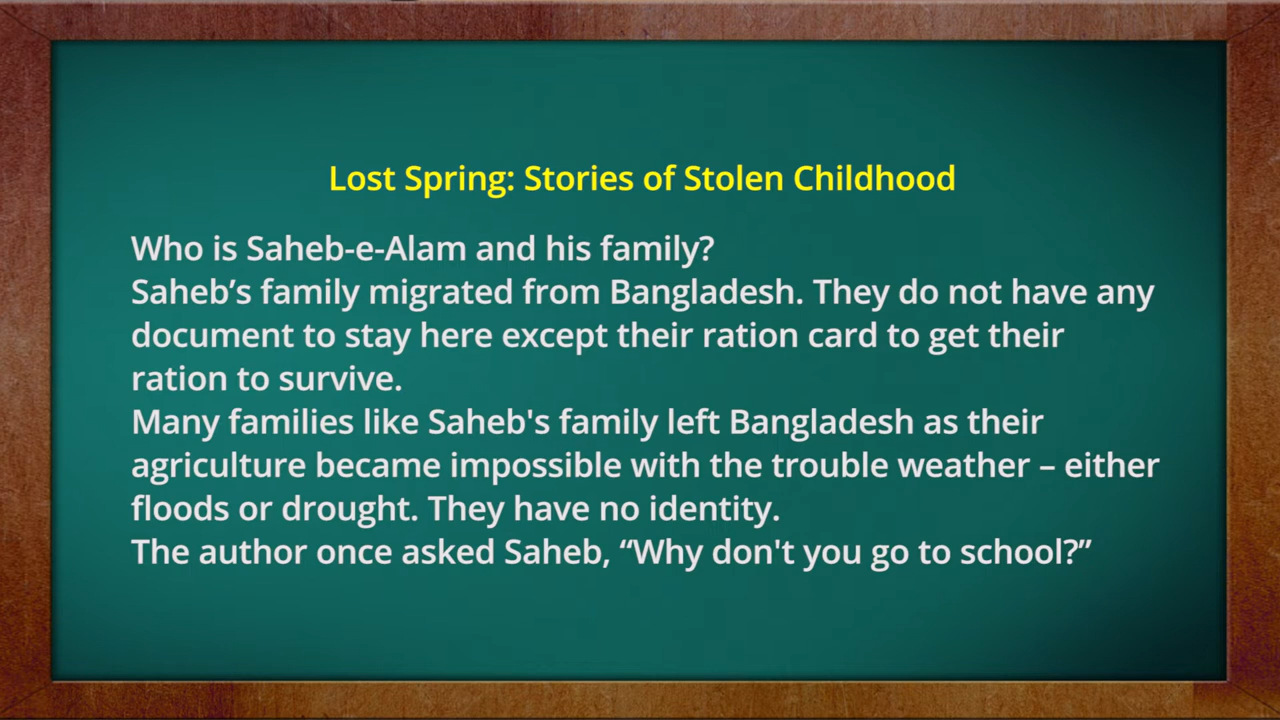 Lost Spring: Stories of Stolen Childhood
Who is Saheb-e-Alam and his family?
Saheb’s family migrated from Bangladesh. They do not have any
document to stay here except their ration card to get their
ration to survive.
Many families like Saheb's family left Bangladesh as their
agriculture became impossible with the trouble weather – either
floods or drought. They have no identity.
The author once asked Saheb, “Why don't you go to school?”